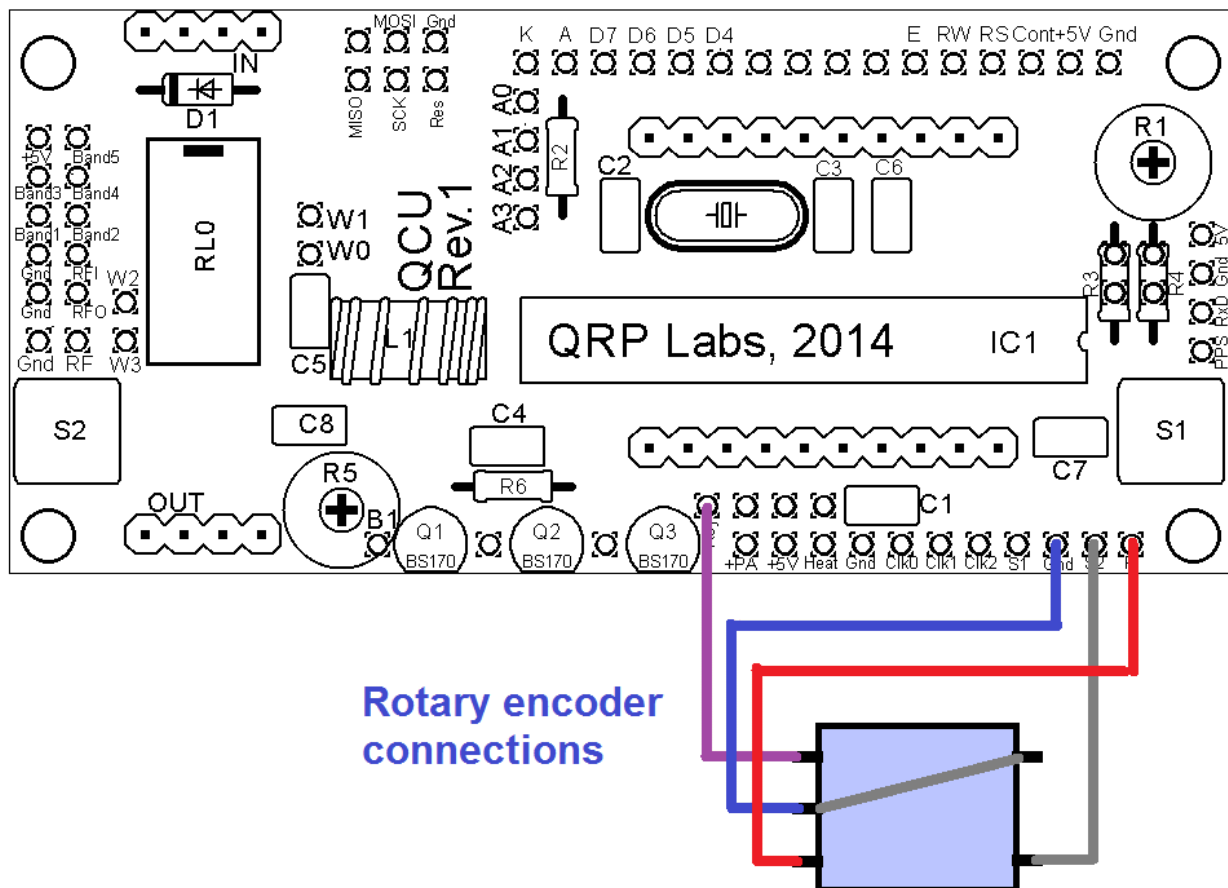 MOSI Gnd
IN
MISO SCK Res
K A D7 D6 D5 D4 E RW RS Cont +5V Gnd
D1
A0
A1
A2
A3
R2
C2
C3
C6
R1
+5V Band5
Band3 Band4
Band1 Band2
Gnd RFI
Gnd RFO
Gnd RF
W2
W3
RL0
W1
W0
QCU
Rev.1
C5
L1
QRP Labs, 2014
IC1
R3
R4
5V
Gnd
RxD
PPS
S2
C8
C4
R5
R6
C7
S1
OUT
B1
Q1
BS170
Q2
BS170
Q3
BS170
C1
+PA +5V Heat Gnd Clk0 Clk1 Clk2 S1 Gnd S2
Rotary encoder
connections